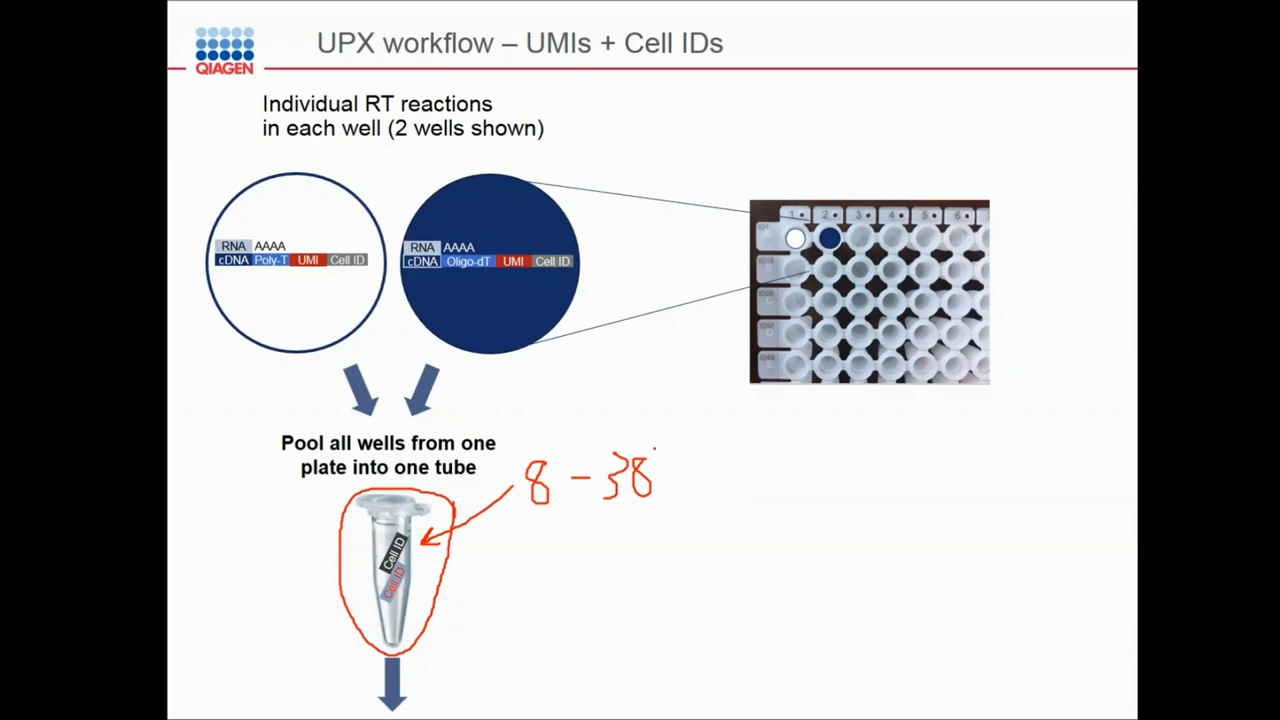 UPX workflow – UMIs + Cell IDs
QIAGEN
Individual RT reactions
in each well (2 wells shown)
RNA AAAA
cDNA Poly-T UMI Cell ID
RNA AAAA
cDNA Oligo-dT UMI Cell ID
1 2 3 4 5 6
Pool all wells from one
plate into one tube
8 - 38
Cell ID
Cell ID